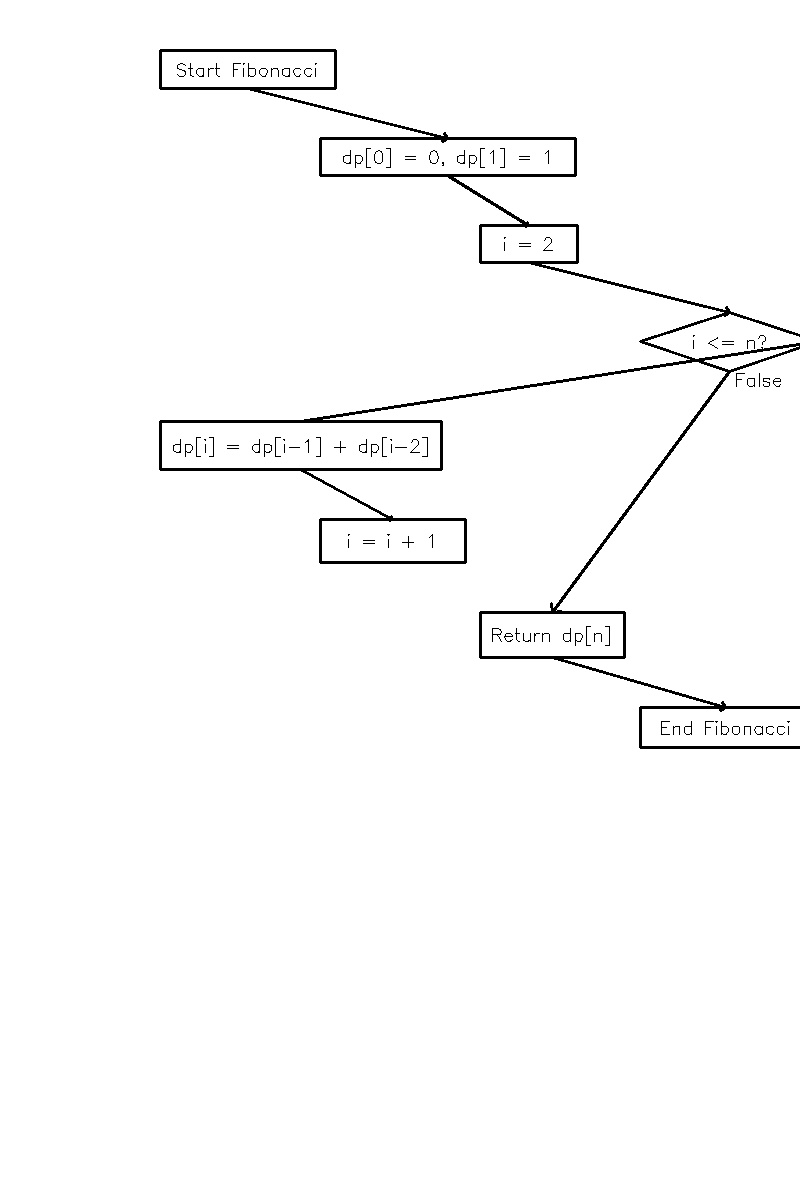 Start Fibonacci
dp[0] = 0, dp[1] = 1
i = 2
i <= n?
False
dp[i] = dp[i-1] + dp[i-2]
i = i + 1
Return dp[n]
End Fibonacci